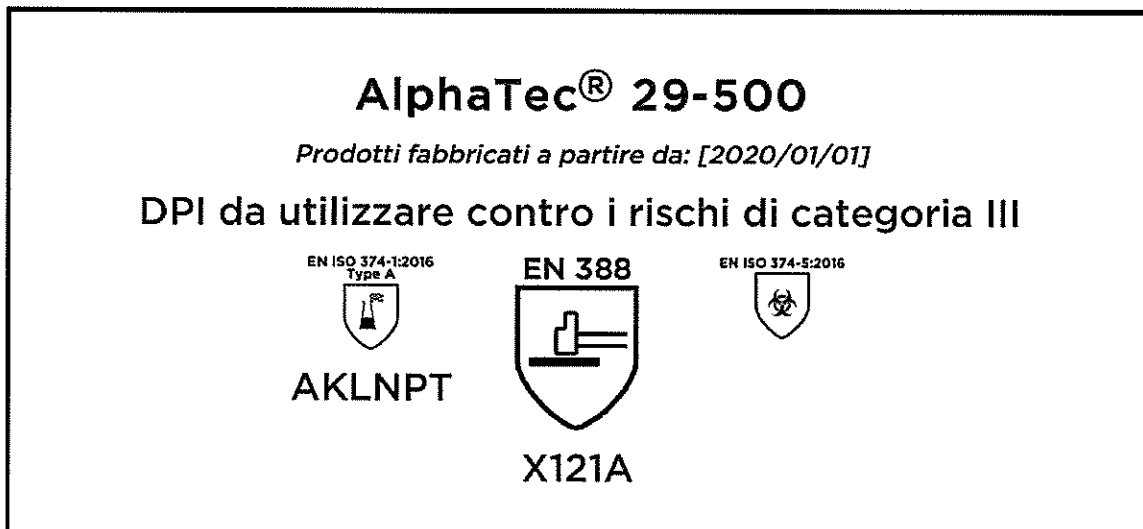 AlphaTec® 29-500
Prodotti fabbricati a partire da: [2020/01/01]
DPI da utilizzare contro i rischi di categoria III
EN ISO 374-1:2016
Type A
AKLNPT
EN 388
X121A
EN ISO 374-5:2016